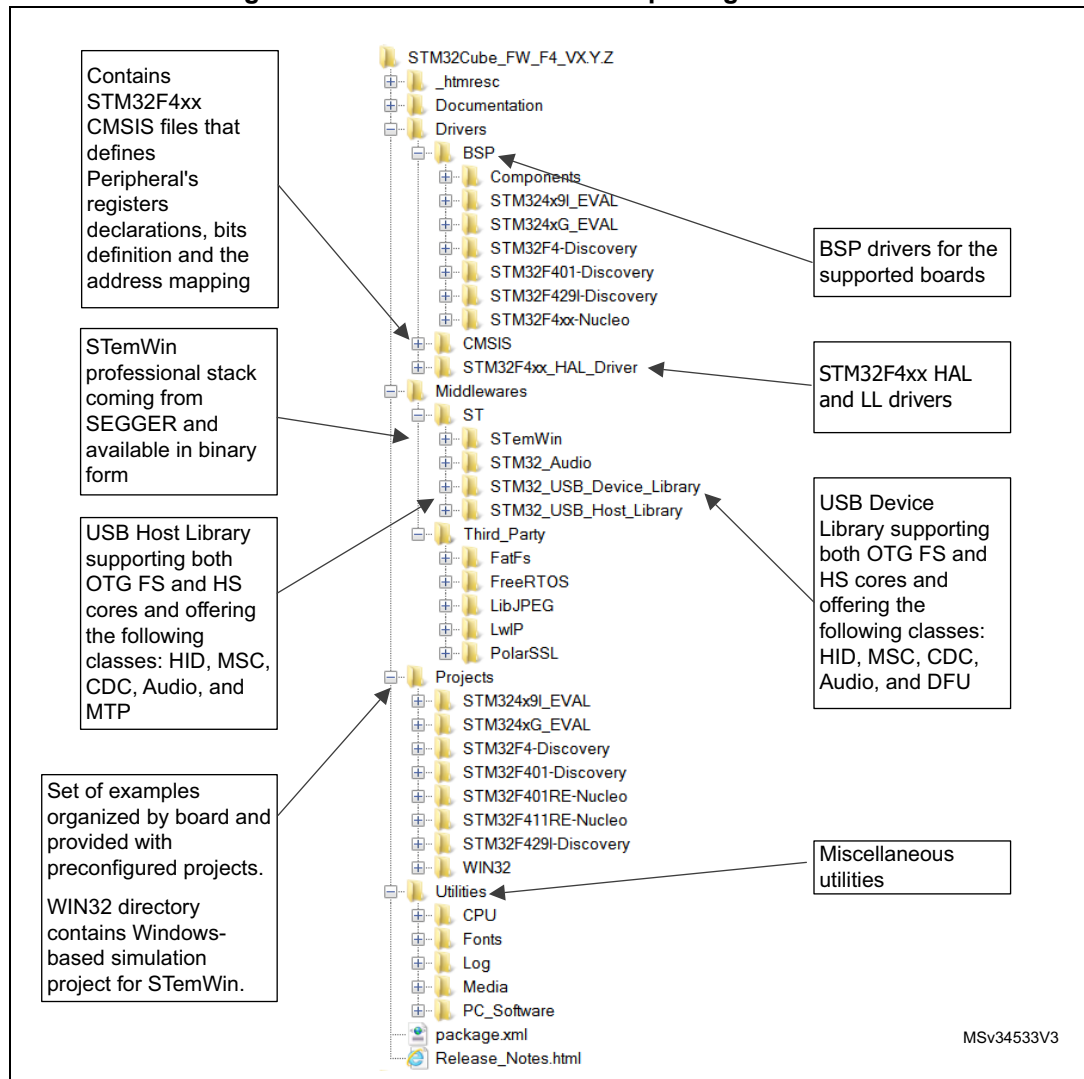 Contains
STM32F4xx
CMSIS files that
defines
Peripheral's
registers
declarations, bits
definition and the
address mapping
STemWin
professional stack
coming from
SEGGER and
available in binary
form
USB Host Library
supporting both
OTG FS and HS
cores and offering
the following
classes: HID, MSC,
CDC, Audio, and
MTP
Set of examples
organized by board and
provided with
preconfigured projects.
WIN32 directory
contains Windows-
based simulation
project for STemWin.
STM32Cube_FW_F4_VX.Y.Z
_htmresc
Documentation
Drivers
BSP
Components
STM324x9I_EVAL
STM324xG_EVAL
STM32F4-Discovery
STM32F401-Discovery
STM32F429I-Discovery
STM32F4xx-Nucleo
CMSIS
STM32F4xx_HAL_Driver
Middlewares
ST
STemWin
STM32_Audio
STM32_USB_Device_Library
STM32_USB_Host_Library
Third_Party
FatFs
FreeRTOS
LibJPEG
LwIP
PolarSSL
Projects
STM324x9I_EVAL
STM324xG_EVAL
STM32F4-Discovery
STM32F401-Discovery
STM32F401RE-Nucleo
STM32F411RE-Nucleo
STM32F429I-Discovery
WIN32
Utilities
CPU
Fonts
Log
Media
PC_Software
package.xml
Release_Notes.html
BSP drivers for the
supported boards
STM32F4xx HAL
and LL drivers
USB Device
Library supporting
both OTG FS and
HS cores and
offering the
following classes:
HID, MSC, CDC,
Audio, and DFU
Miscellaneous
utilities
MSv34533V3